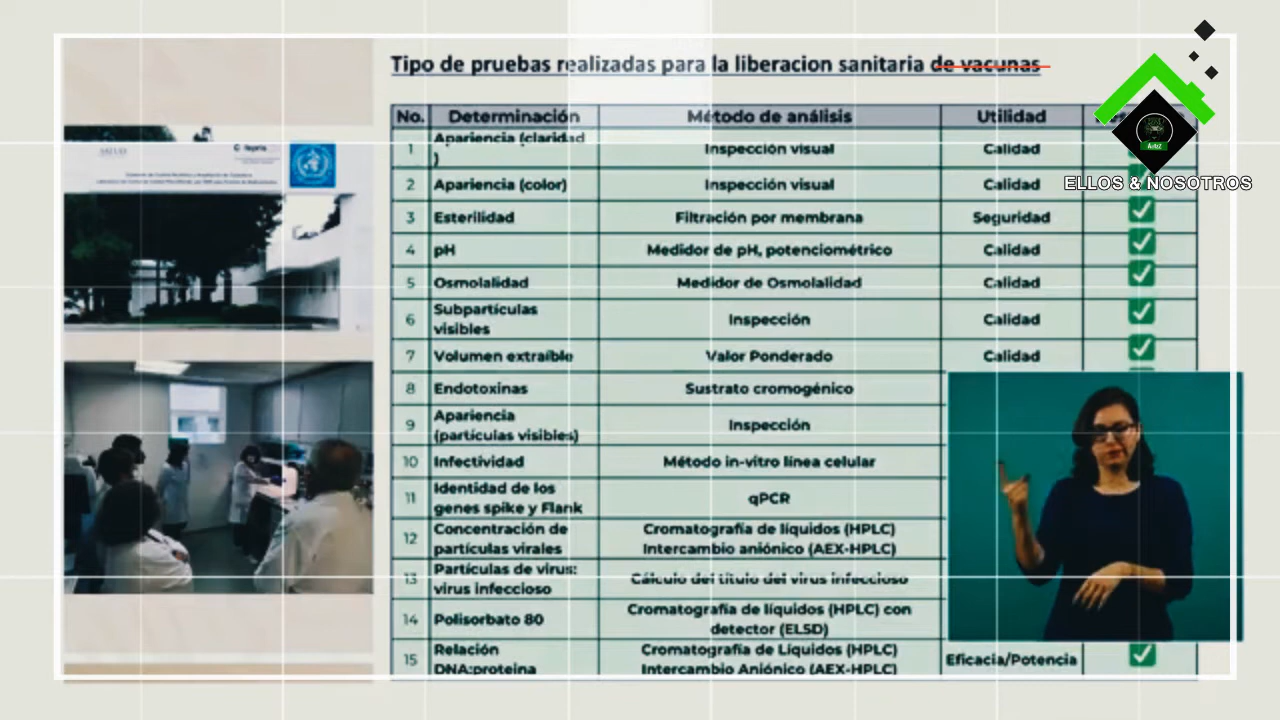 Tipo de pruebas realizadas para la liberacion sanitaria de vacunas
No. Determinación Método de análisis Utilidad
1 Apariencia (claridad ) Inspección visual Calidad
2 Apariencia (color) Inspección visual Calidad
3 Esterilidad Filtración por membrana Seguridad
4 pH Medidor de pH, potenciométrico Calidad
5 Osmolalidad Medidor de Osmolalidad Calidad
6 Subpartículas visibles Inspección Calidad
7 Volumen extraíble Valor Ponderado Calidad
8 Endotoxinas Sustrato cromogénico
9 Apariencia (partículas visibles) Inspección
10 Infectividad Método in-vitro línea celular
11 Identidad de los genes spike y Flank qPCR
12 Concentración de partículas virales Cromatografía de líquidos (HPLC) Intercambio aniónico (AEX-HPLC)
13 Partículas de virus: virus infeccioso Cálculo del título del virus infeccioso
14 Polisorbato 80 Cromatografía de líquidos (HPLC) con detector (ELSD)
15 Relación DNA:proteina Cromatografía de Líquidos (HPLC) Intercambio Aniónico (AEX-HPLC) Eficacia/Potencia
ELLOS & NOSOTROS